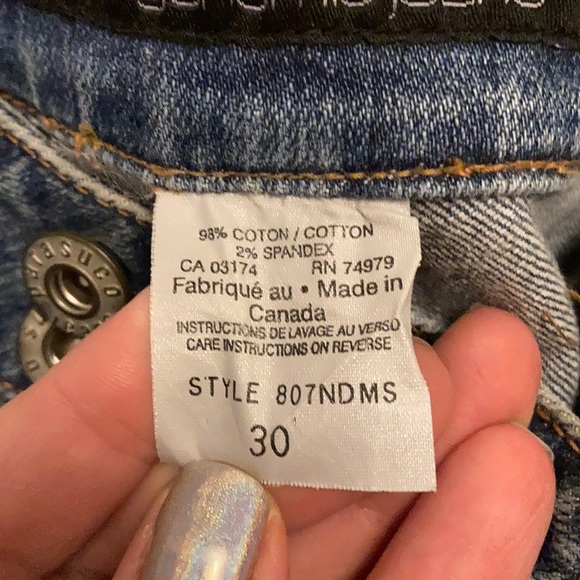 parasuco
98% COTON / COTTON
2% SPANDEX
CA 03174 RN 74979
Fabriqué au • Made in
Canada
INSTRUCTIONS DE LAVAGE AU VERSO
CARE INSTRUCTIONS ON REVERSE
STYLE 807NDMS
30